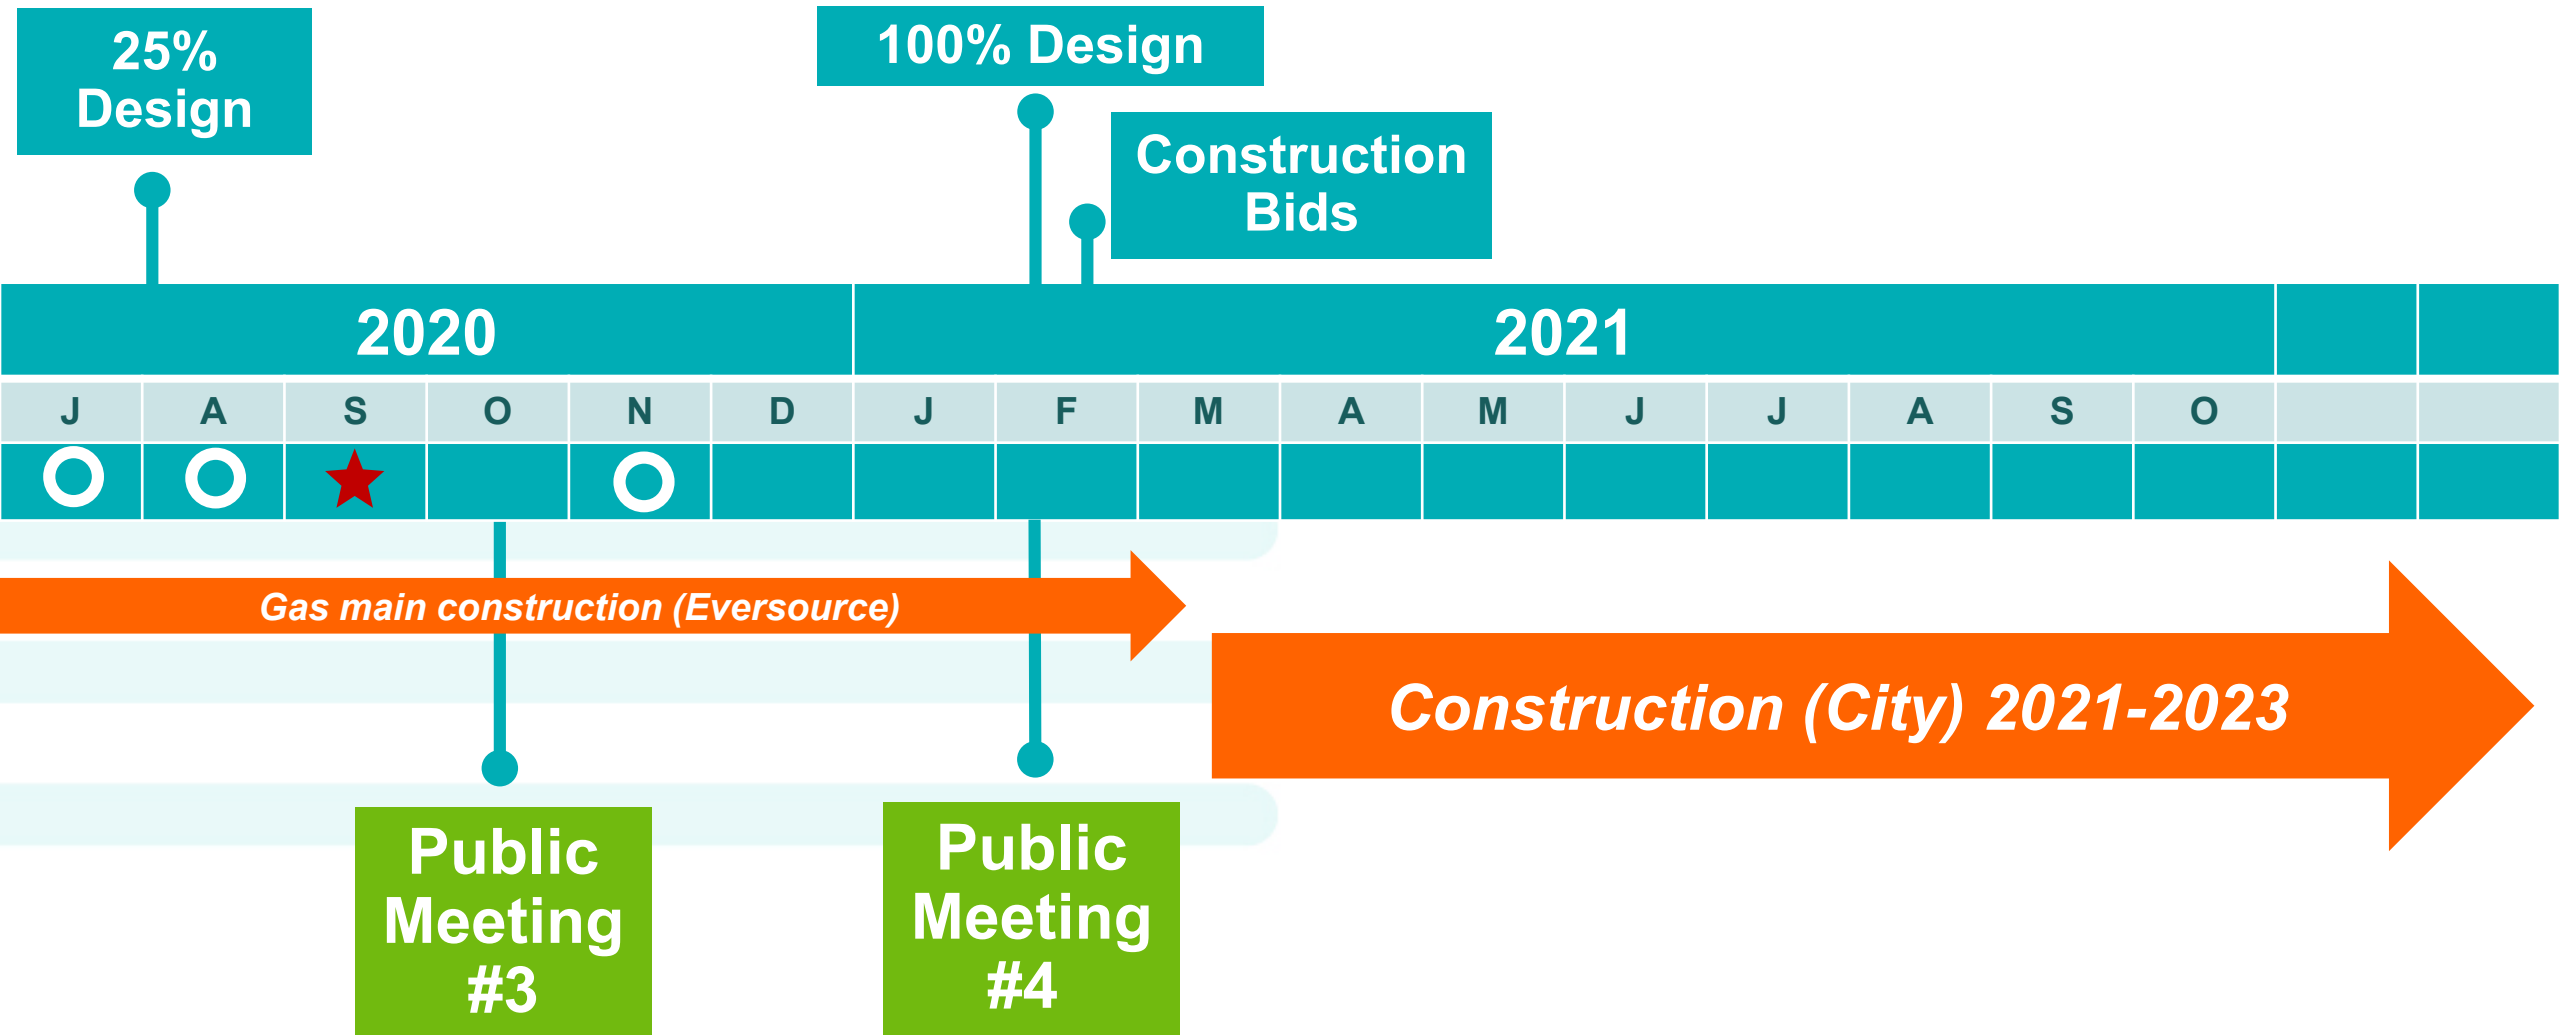 25%
Design
100% Design
Construction
Bids
2020 2021
J A S O N D J F M A M J J A S O
Gas main construction (Eversource)
Construction (City) 2021-2023
Public
Meeting
#3
Public
Meeting
#4